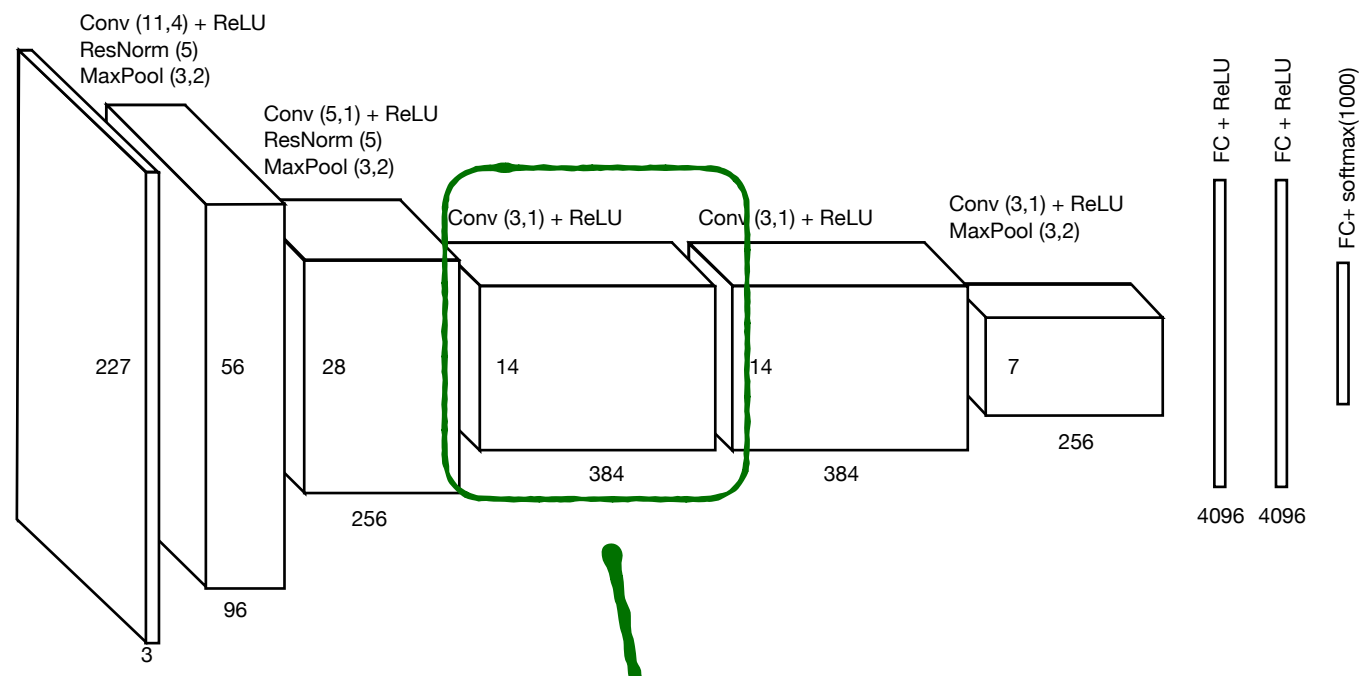 Conv (11,4) + ReLU
ResNorm (5)
MaxPool (3,2)
Conv (5,1) + ReLU
ResNorm (5)
MaxPool (3,2)
Conv (3,1) + ReLU
Conv (3,1) + ReLU
Conv (3,1) + ReLU
MaxPool (3,2)
FC + ReLU
FC + ReLU
FC+ softmax(1000)
227
56
28
14
14
7
3
96
256
384
384
256
4096
4096